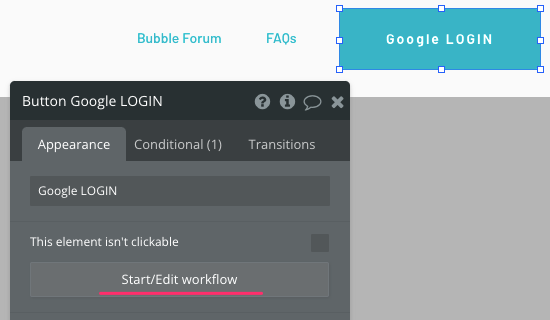 Bubble Forum FAQs Google LOGIN
Button Google LOGIN
Appearance Conditional (1) Transitions
Google LOGIN
This element isn't clickable
Start/Edit workflow